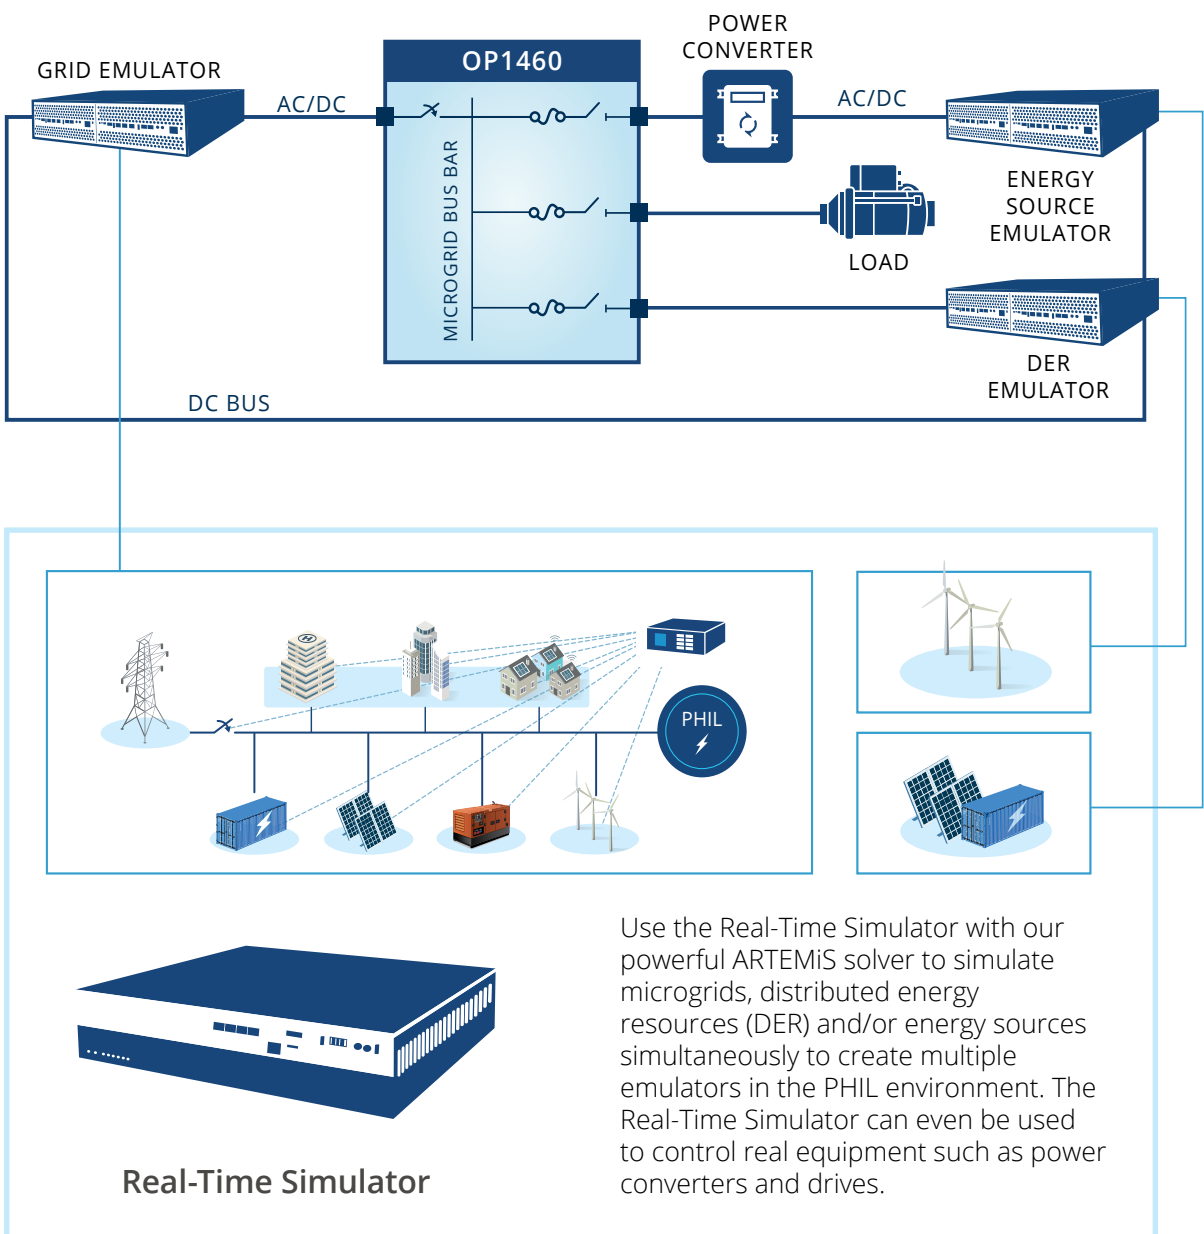 POWER
CONVERTER
OP1460
GRID EMULATOR
AC/DC
AC/DC
MICROGRID BUS BAR
ENERGY
SOURCE
EMULATOR
LOAD
DER
EMULATOR
DC BUS
H
PHIL
Use the Real-Time Simulator with our
powerful ARTEMiS solver to simulate
microgrids, distributed energy
resources (DER) and/or energy sources
simultaneously to create multiple
emulators in the PHIL environment. The
Real-Time Simulator can even be used
to control real equipment such as power
converters and drives.
Real-Time Simulator